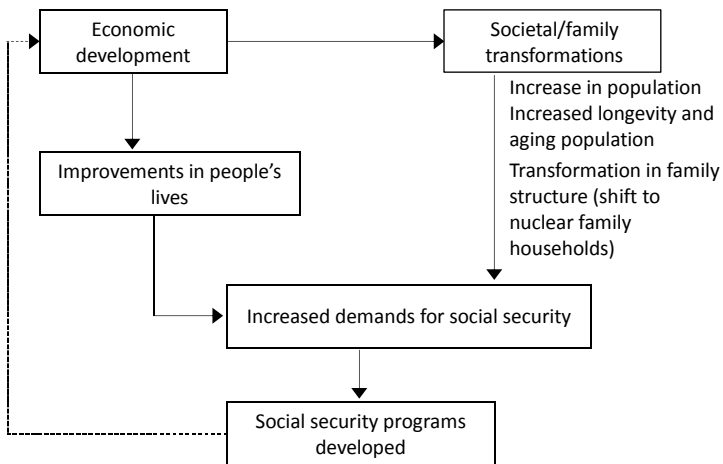 Economic
development
Societal/family
transformations
Increase in population
Increased longevity and
aging population
Transformation in family
structure (shift to
nuclear family
households)
Improvements in people’s
lives
Increased demands for social security
Social security programs
developed